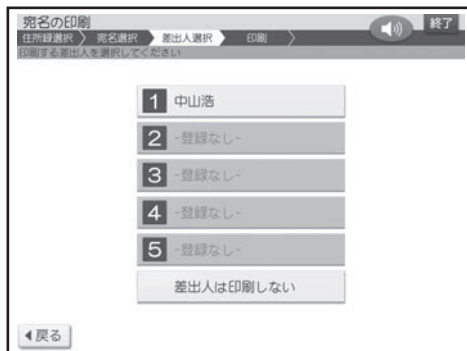 宛名の印刷
終了
住所録選択 宛名選択 差出人選択 印刷
印刷する差出人を選択してください
1 中山浩
2 -登録なし-
3 -登録なし-
4 -登録なし-
5 -登録なし-
差出人は印刷しない
戻る